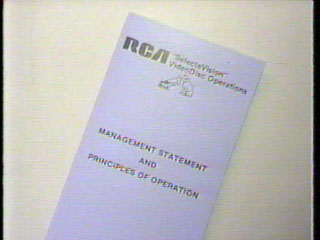 RCA "SelectaVision"
VideoDisc Operations
MANAGEMENT STATEMENT
AND
PRINCIPLES OF OPERATION